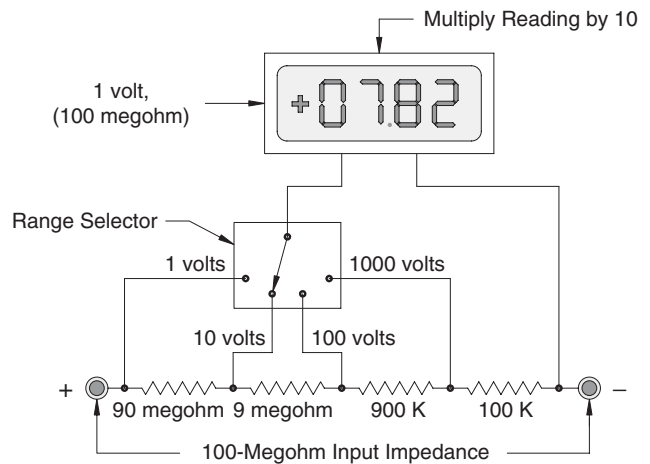 Multiply Reading by 10
1 volt,
(100 megohm)
+07.82
Range Selector
1 volts
1000 volts
10 volts
100 volts
+
−
90 megohm
9 megohm
900 K
100 K
100-Megohm Input Impedance